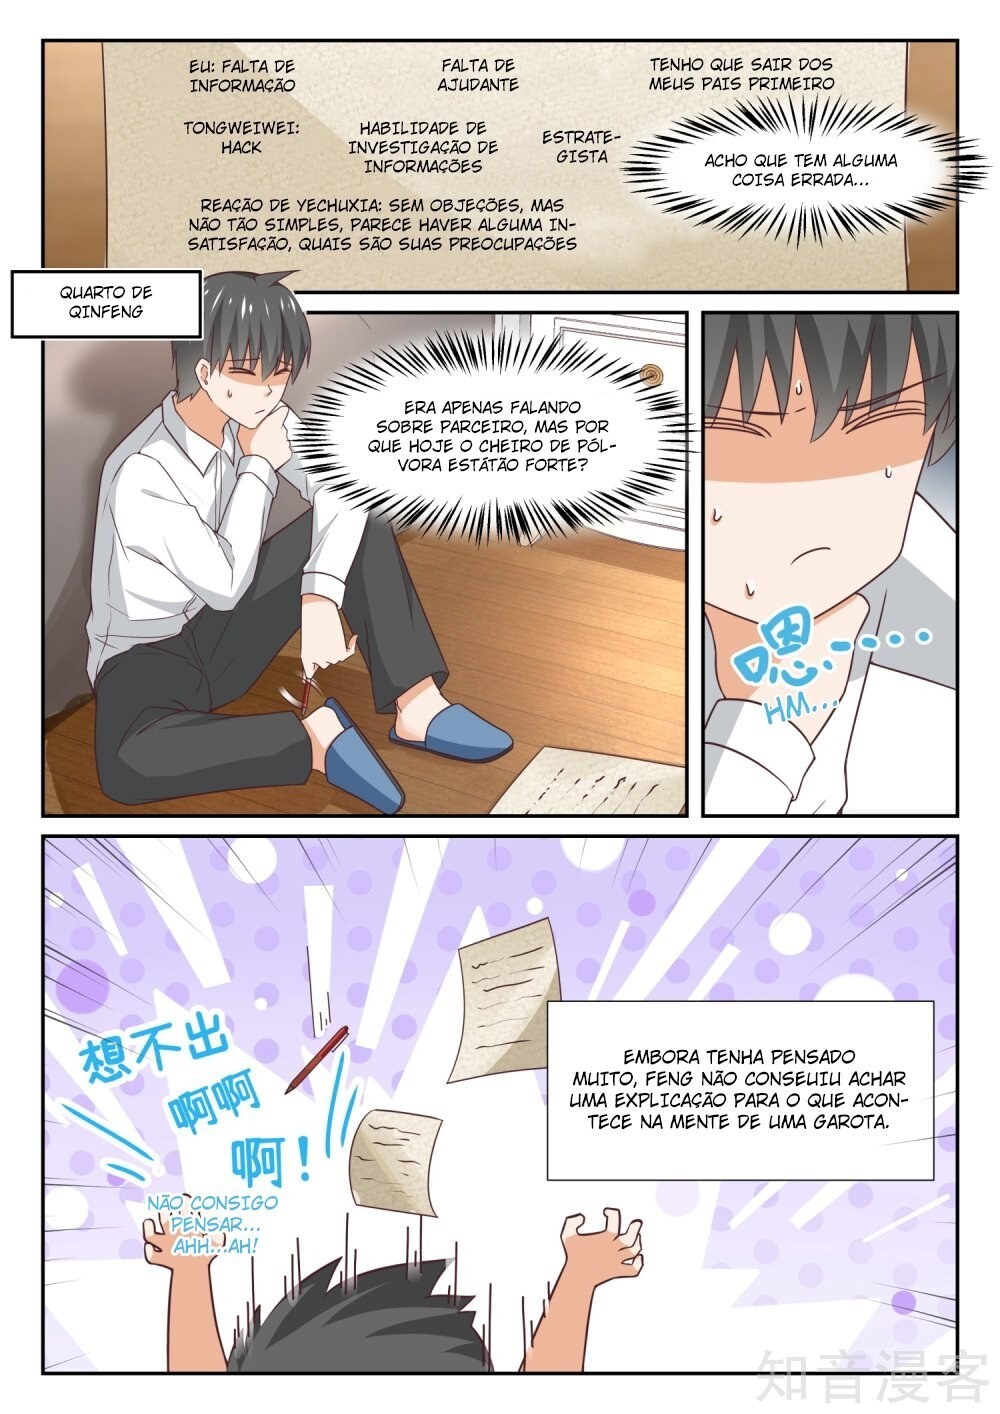 EU: FALTA DE
INFORMAÇÃO
FALTA DE
AJUDANTE
TENHO QUE SAIR DOS
MEUS PAIS PRIMEIRO
TONGWEIWEI:
HACK
HABILIDADE DE
INVESTIGAÇÃO DE
INFORMAÇÕES
ESTRATE-
GISTA
ACHO QUE TEM ALGUMA
COISA ERRADA...
REAÇÃO DE YECHUXIA: SEM OBJEÇÕES, MAS
NÃO TÃO SIMPLES, PARECE HAVER ALGUMA IN-
SATISFAÇÃO, QUAIS SÃO SUAS PREOCUPAÇÕES
QUARTO DE
QINFENG
ERA APENAS FALANDO
SOBRE PARCEIRO, MAS POR
QUE HOJE O CHEIRO DE PÓL-
VORA ESTÁTÃO FORTE?
嗯....
HM...
想不出
啊啊
啊!
NÃO CONSIGO
PENSAR...
AHH...AH!
EMBORA TENHA PENSADO
MUITO, FENG NÃO CONSEUIU ACHAR
UMA EXPLICAÇÃO PARA O QUE ACON-
TECE NA MENTE DE UMA GAROTA.
知音漫客